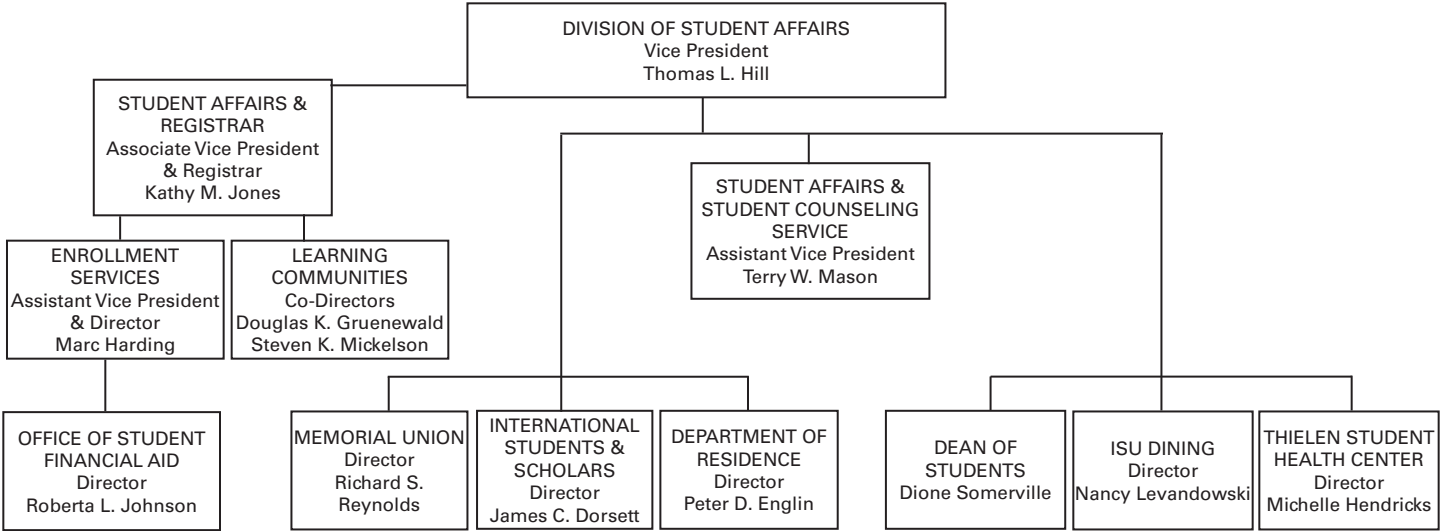 DIVISION OF STUDENT AFFAIRS
Vice President
Thomas L. Hill
STUDENT AFFAIRS &
REGISTRAR
Associate Vice President
& Registrar
Kathy M. Jones
STUDENT AFFAIRS &
STUDENT COUNSELING
SERVICE
Assistant Vice President
Terry W. Mason
ENROLLMENT
SERVICES
Assistant Vice President
& Director
Marc Harding
LEARNING
COMMUNITIES
Co-Directors
Douglas K. Gruenewald
Steven K. Mickelson
OFFICE OF STUDENT
FINANCIAL AID
Director
Roberta L. Johnson
MEMORIAL UNION
Director
Richard S.
Reynolds
INTERNATIONAL
STUDENTS &
SCHOLARS
Director
James C. Dorsett
DEPARTMENT OF
RESIDENCE
Director
Peter D. Englin
DEAN OF
STUDENTS
Dione Somerville
ISU DINING
Director
Nancy Levandowski
THIELEN STUDENT
HEALTH CENTER
Director
Michelle Hendricks